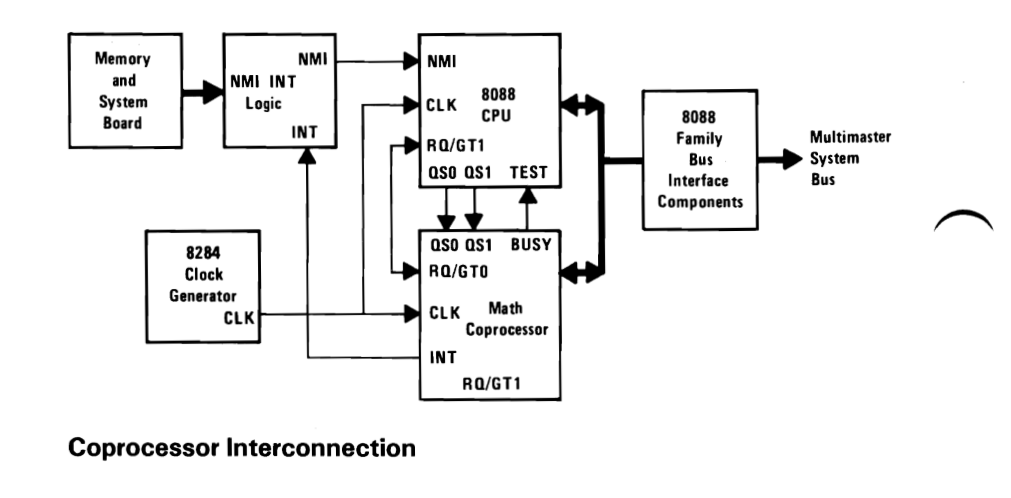 Memory
and
System
Board
NMI
NMI INT
Logic
INT
NMI
8088
CPU
CLK
RQ/GT1
QS0 QS1 TEST
8088
Family
Bus
Interface
Components
Multimaster
System
Bus
8284
Clock
Generator
CLK
QS0 QS1 BUSY
RQ/GT0
CLK
Math
Coprocessor
INT
RQ/GT1
Coprocessor Interconnection